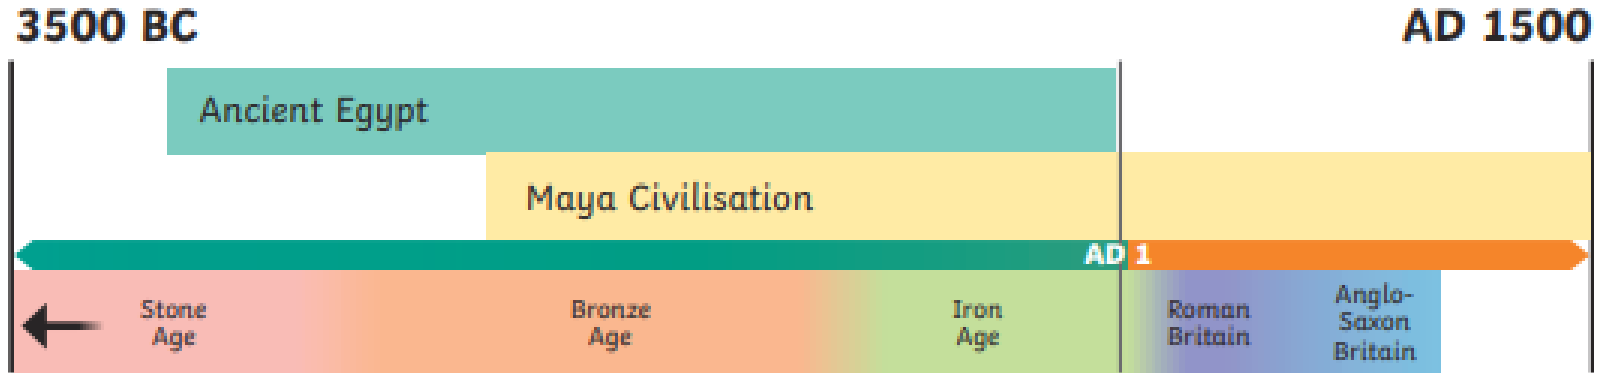 3500 BC
AD 1500
Ancient Egypt
Maya Civilisation
AD 1
Stone
Age
Bronze
Age
Iron
Age
Roman
Britain
Anglo-
Saxon
Britain